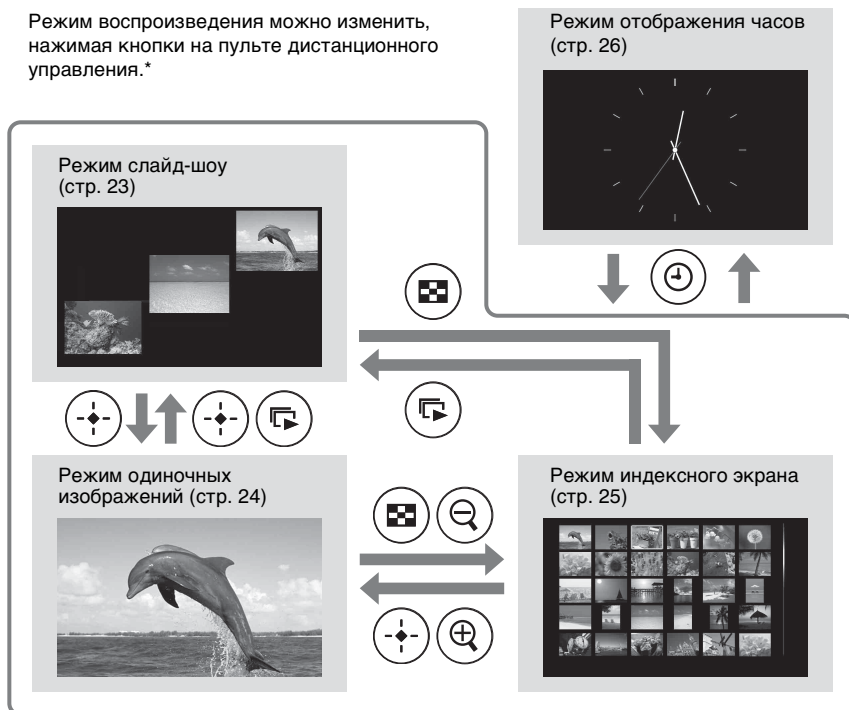 Режим воспроизведения можно изменить,
нажимая кнопки на пульте дистанционного
управления.*
Режим отображения часов
(стр. 26)
Режим слайд-шоу
(стр. 23)
Режим одиночных
изображений (стр. 24)
Режим индексного экрана
(стр. 25)